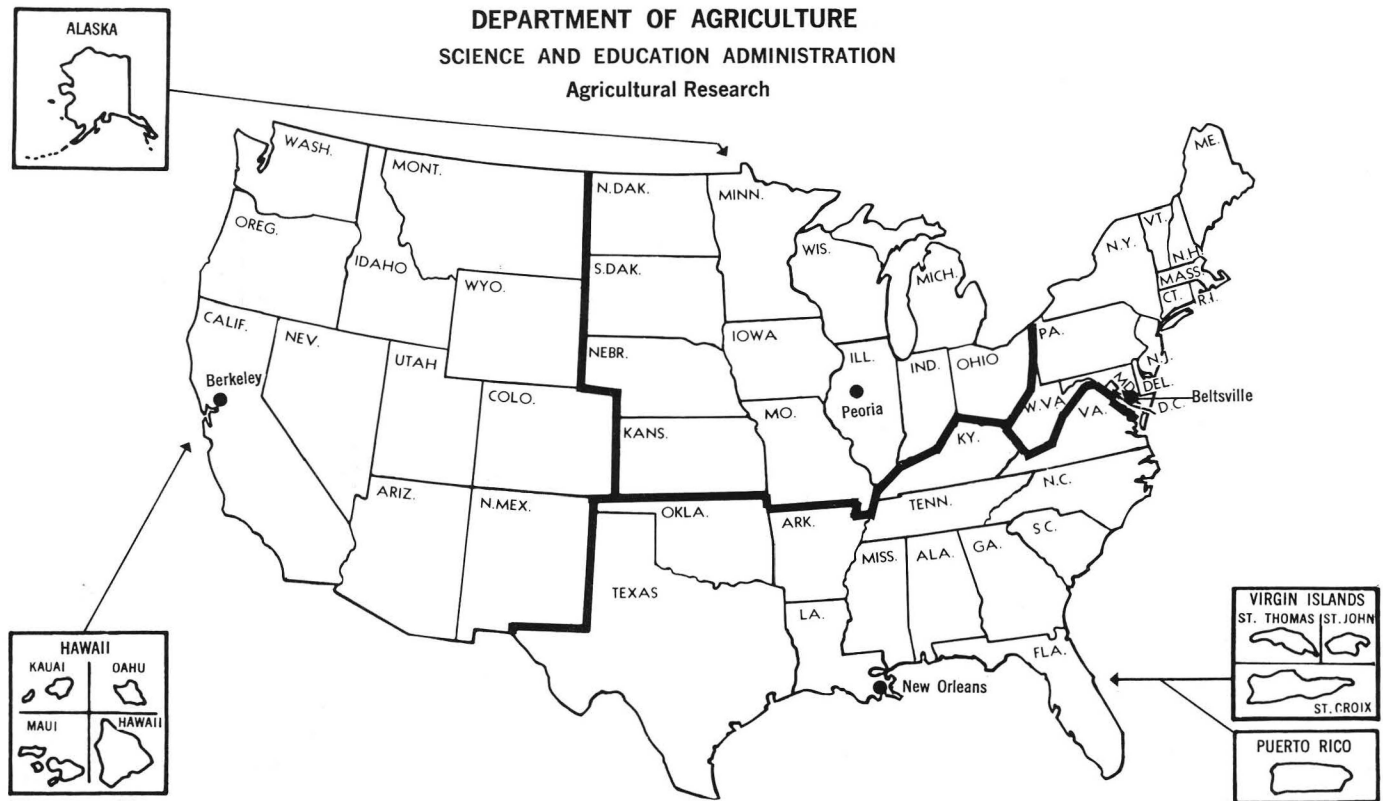 DEPARTMENT OF AGRICULTURE
SCIENCE AND EDUCATION ADMINISTRATION
Agricultural Research
ALASKA
WASH.
MONT.
N.DAK.
MINN.
ME.
OREG.
IDAHO
WYO.
S.DAK.
WIS.
MICH.
N.Y.
VT.
N.H
MASS
CT.
R.I.
CALIF.
NEV.
UTAH
COLO.
NEBR.
IOWA
ILL.
IND.
OHIO
PA.
N.J.
MD.
DEL.
D.C.
Berkeley
Peoria
Beltsville
KANS.
MO.
KY.
W.VA
VA.
ARIZ.
N.MEX.
OKLA.
ARK.
TENN.
N.C.
S.C.
TEXAS
LA.
MISS.
ALA.
GA.
FLA.
New Orleans
HAWAII
KAUAI
OAHU
MAUI
HAWAII
VIRGIN ISLANDS
ST. THOMAS
ST.JOHN
ST.CROIX
PUERTO RICO